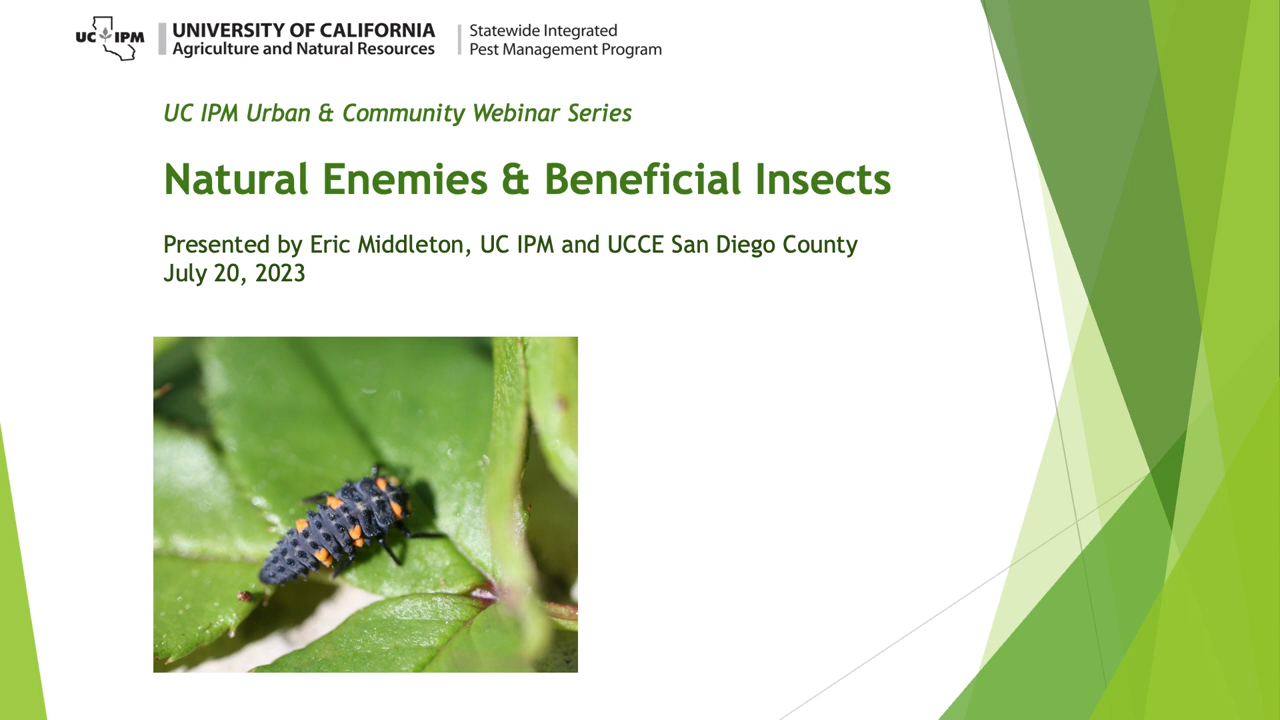 UC IPM
UNIVERSITY OF CALIFORNIA
Agriculture and Natural Resources
Statewide Integrated
Pest Management Program
UC IPM Urban & Community Webinar Series
Natural Enemies & Beneficial Insects
Presented by Eric Middleton, UC IPM and UCCE San Diego County
July 20, 2023